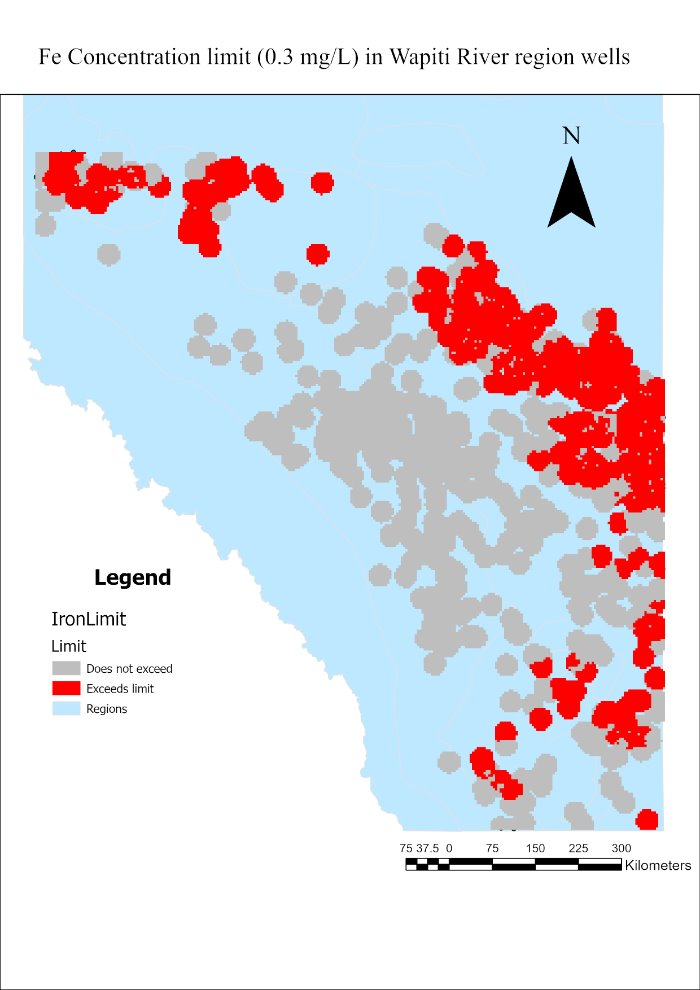 Fe Concentration limit (0.3 mg/L) in Wapiti River region wells
N
Legend
IronLimit
Limit
Does not exceed
Exceeds limit
Regions
75 37.5 0 75 150 225 300
Kilometers